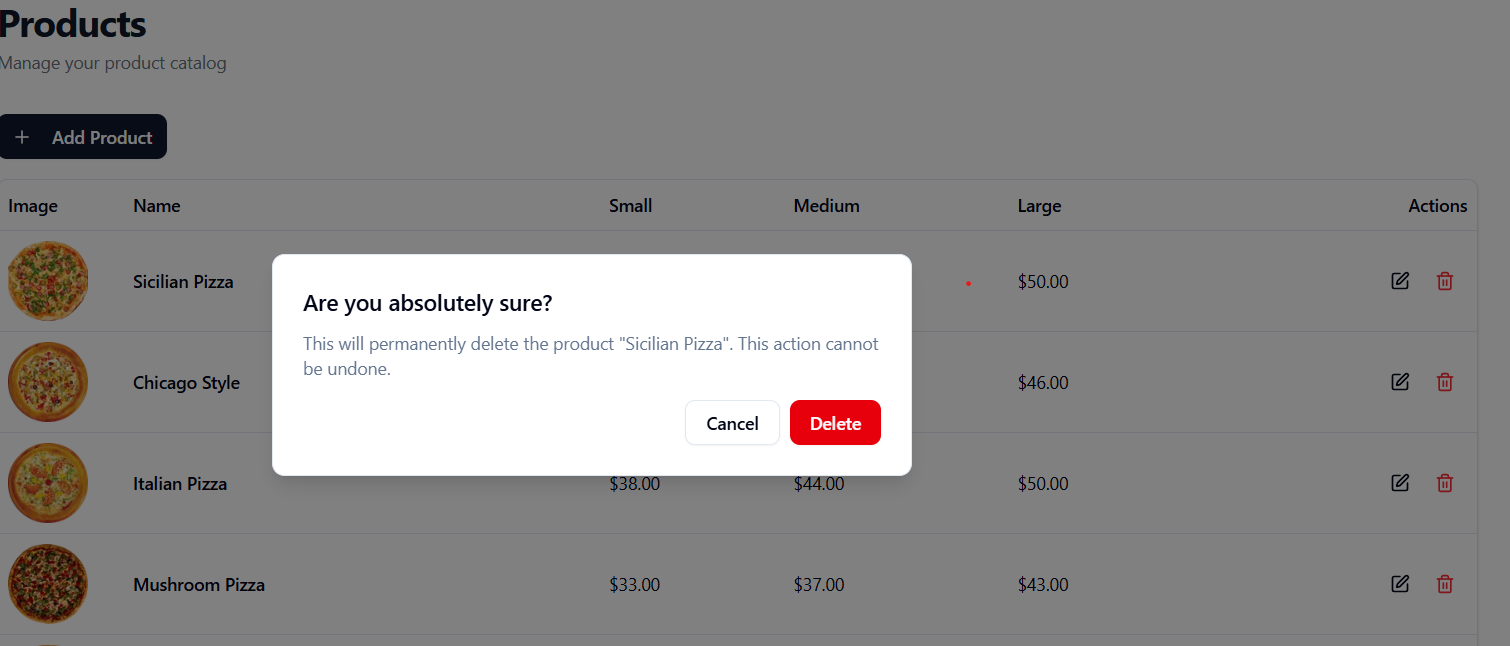 Products
Manage your product catalog
+ Add Product
Image Name Small Medium Large Actions
Sicilian Pizza $50.00
Are you absolutely sure?
This will permanently delete the product "Sicilian Pizza". This action cannot
be undone.
Cancel Delete
Chicago Style $46.00
Italian Pizza $38.00 $44.00 $50.00
Mushroom Pizza $33.00 $37.00 $43.00